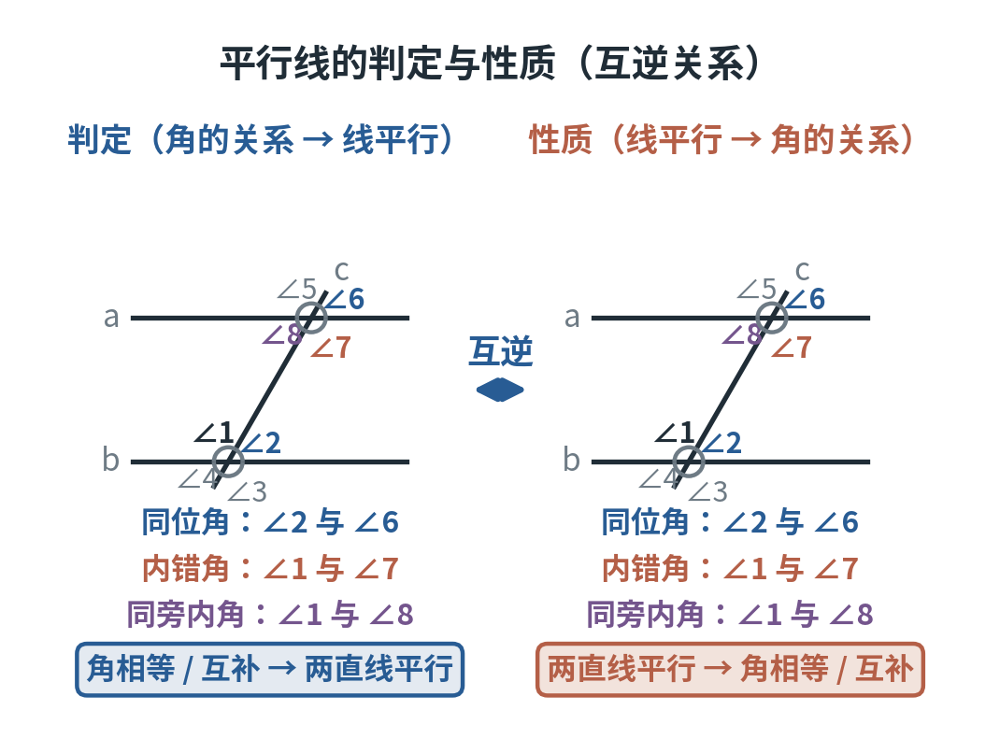 平行线的判定与性质（互逆关系）
判定（角的关系 → 线平行）
性质（线平行 → 角的关系）
c
∠5
∠6
a
∠8
∠7
∠1
∠2
b
∠4
∠3
同位角：∠2 与 ∠6
内错角：∠1 与 ∠7
同旁内角：∠1 与 ∠8
角相等 / 互补 → 两直线平行
互逆
c
∠5
∠6
a
∠8
∠7
∠1
∠2
b
∠4
∠3
同位角：∠2 与 ∠6
内错角：∠1 与 ∠7
同旁内角：∠1 与 ∠8
两直线平行 → 角相等 / 互补